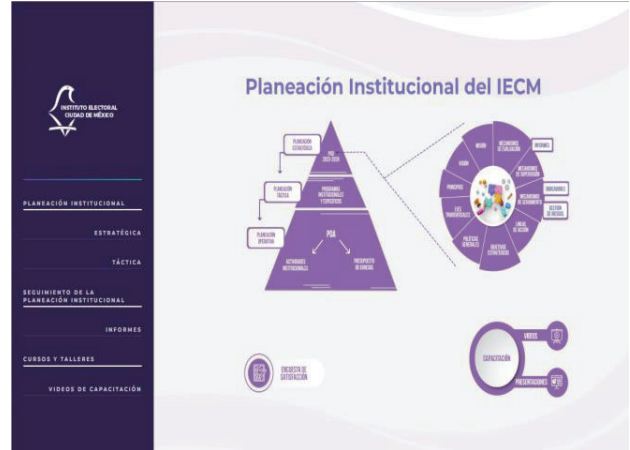 INSTITUTO ELECTORAL
CIUDAD DE MÉXICO
PLANEACIÓN INSTITUCIONAL
ESTRATÉGICA
TÁCTICA
SEGUIMIENTO DE LA
PLANEACIÓN INSTITUCIONAL
INFORMES
CURSOS Y TALLERES
VIDEOS DE CAPACITACIÓN
Planeación Institucional del IECM
PLANEACIÓN
ESTRATÉGICA
PLANEACIÓN
TÁCTICA
PLANEACIÓN
OPERATIVA
PROGRAMAS
INSTITUCIONALES
Y ESPECÍFICOS
POA
ACTIVIDADES
INSTITUCIONALES
PRESUPUESTO
MISIÓN
VISIÓN
PRINCIPIOS
EJES
TRANSVERSALES
POLÍTICAS
GENERALES
OBJETIVOS
ESTRATÉGICOS
LÍNEAS
DE ACCIÓN
MECANISMOS
DE SEGUIMIENTO
MECANISMOS
DE SUPERVISIÓN
MECANISMOS
DE EVALUACIÓN
INFORMES
INDICADORES
GESTIÓN
DE RIESGOS
ENCUESTA DE
SATISFACCIÓN
CAPACITACIÓN
VIDEOS
PRESENTACIONES